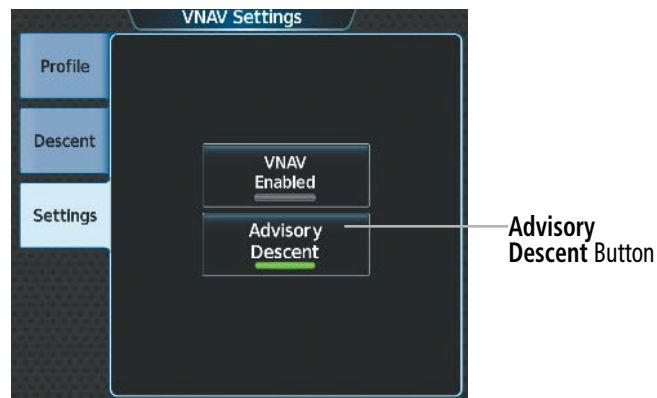 VNAV Settings
Profile
Descent
Settings
VNAV
Enabled
Advisory
Descent
Advisory
Descent Button